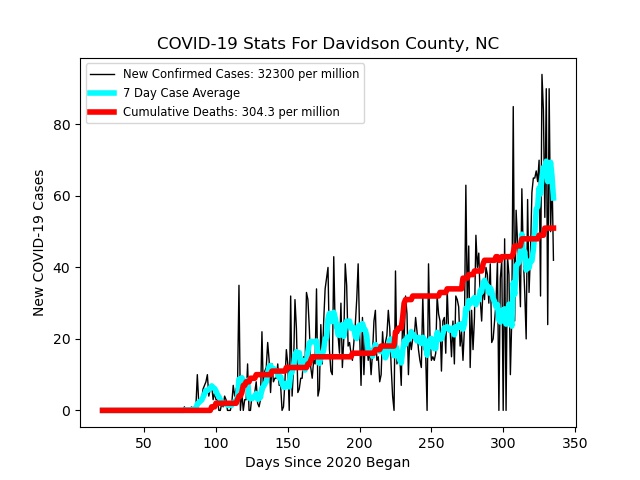 COVID-19 Stats For Davidson County, NC
New Confirmed Cases: 32300 per million
7 Day Case Average
Cumulative Deaths: 304.3 per million
New COVID-19 Cases
80
60
40
20
0
50 100 150 200 250 300 350
Days Since 2020 Began